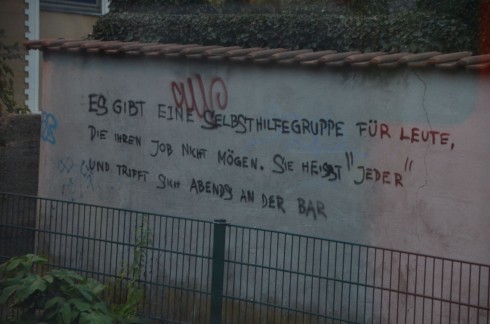 ES GIBT EINE SELBSTHILFEGRUPPE FÜR LEUTE,
DIE IHREN JOB NICHT MÖGEN. SIE HEISST "JEDER"
UND TRIFFT SICH ABENDS AN DER BAR